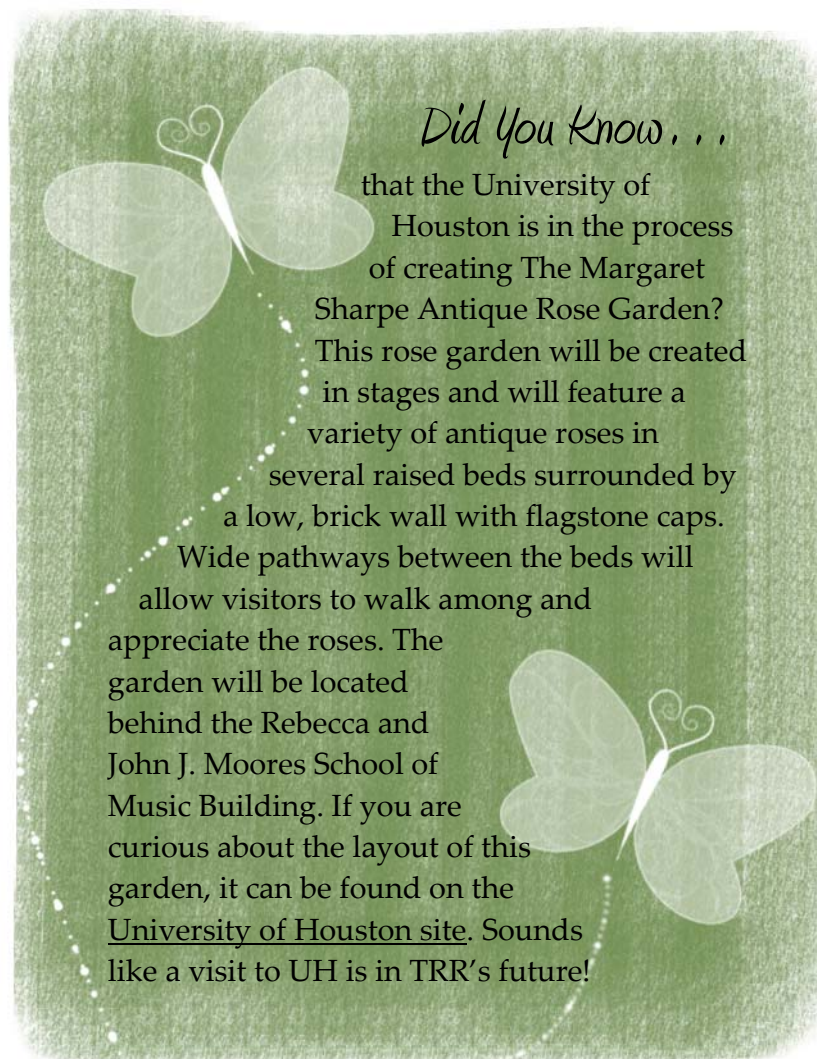 Did You Know...
that the University of
Houston is in the process
of creating The Margaret
Sharpe Antique Rose Garden?
This rose garden will be created
in stages and will feature a
variety of antique roses in
several raised beds surrounded by
a low, brick wall with flagstone caps.
Wide pathways between the beds will
allow visitors to walk among and
appreciate the roses. The
garden will be located
behind the Rebecca and
John J. Moores School of
Music Building. If you are
curious about the layout of this
garden, it can be found on the
University of Houston site. Sounds
like a visit to UH is in TRR’s future!